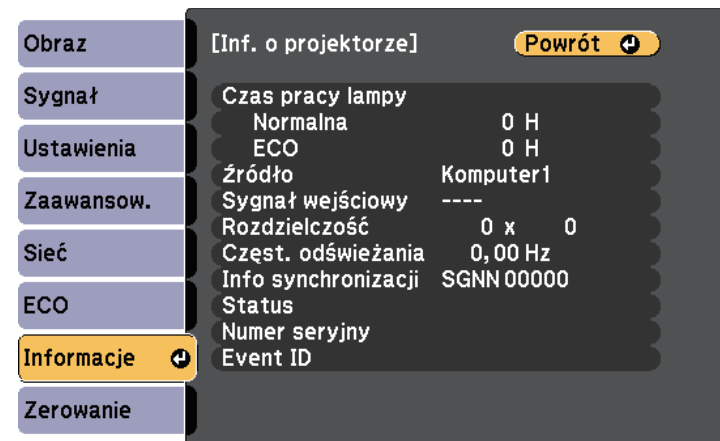 Obraz
Sygnał
Ustawienia
Zaawansow.
Sieć
ECO
Informacje
Zerowanie
[Inf. o projektorze] Powrót
Czas pracy lampy
Normalna 0 H
ECO 0 H
Źródło Komputer1
Sygnał wejściowy ----
Rozdzielczość 0 x 0
Częst. odświeżania 0,00 Hz
Info synchronizacji SGNN 00000
Status
Numer seryjny
Event ID